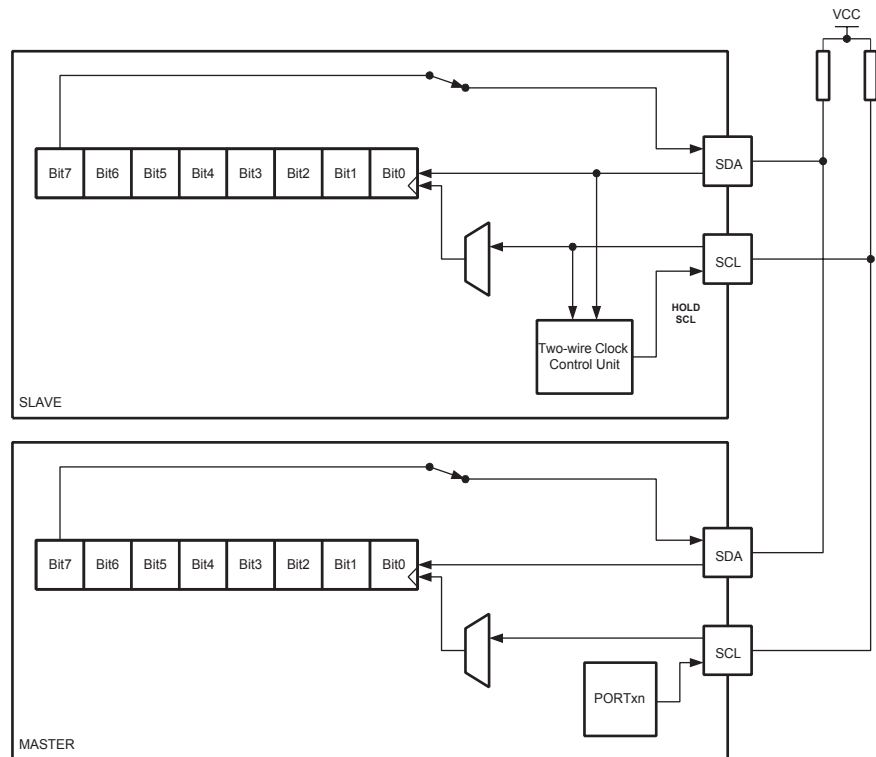 VCC
Bit7 Bit6 Bit5 Bit4 Bit3 Bit2 Bit1 Bit0
SDA
SCL
HOLD
SCL
Two-wire Clock
Control Unit
SLAVE
Bit7 Bit6 Bit5 Bit4 Bit3 Bit2 Bit1 Bit0
SDA
SCL
PORTxn
MASTER